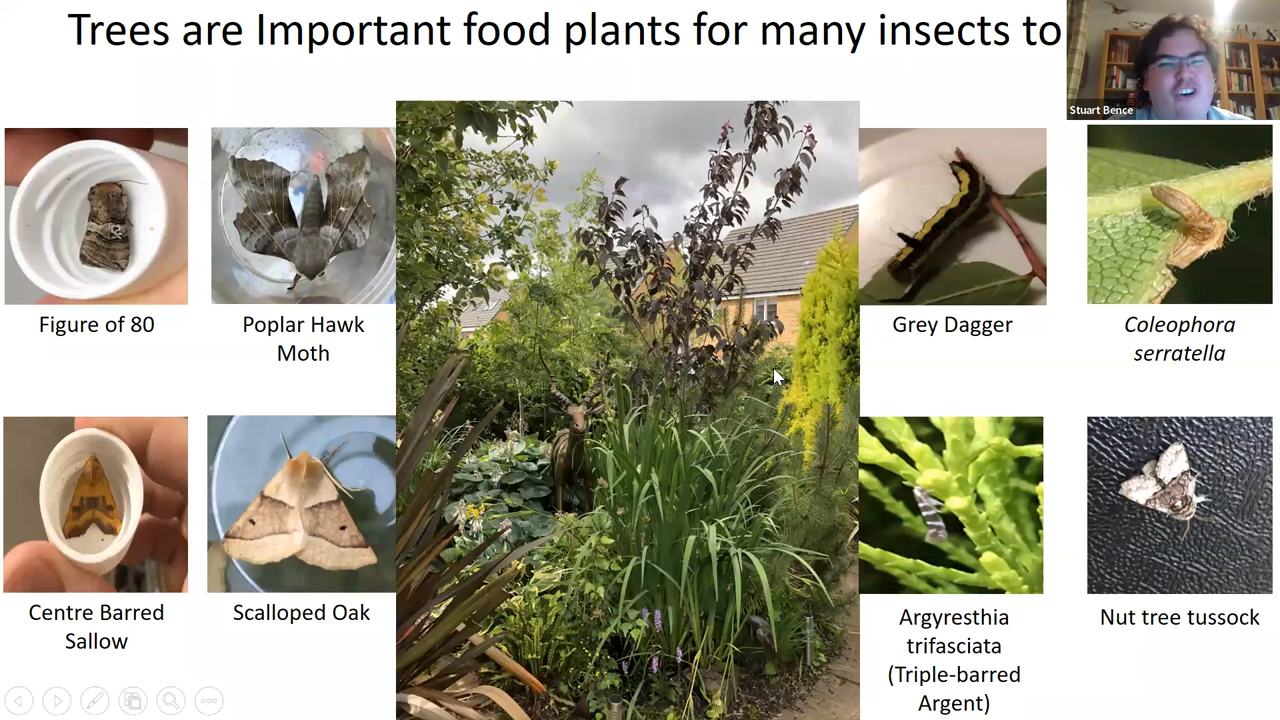 Trees are Important food plants for many insects to
Stuart Bence
Figure of 80
Poplar Hawk
Moth
Grey Dagger
Coleophora
serratella
Centre Barred
Sallow
Scalloped Oak
Argyresthia
trifasciata
(Triple-barred
Argent)
Nut tree tussock